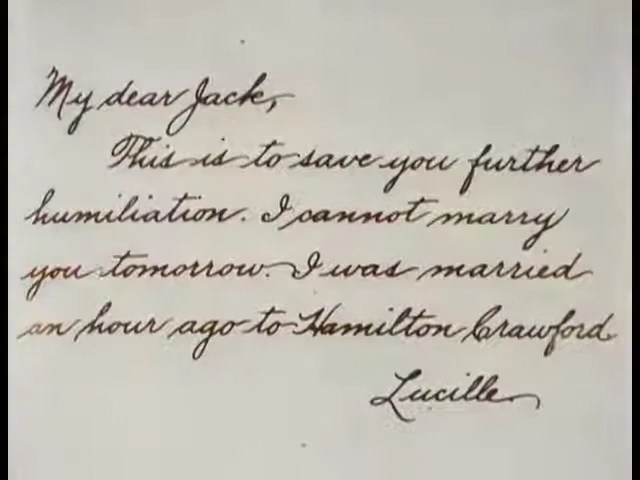 My dear Jack,
This is to save you further
humiliation. I cannot marry
you tomorrow. I was married
an hour ago to Hamilton Crawford
Lucille